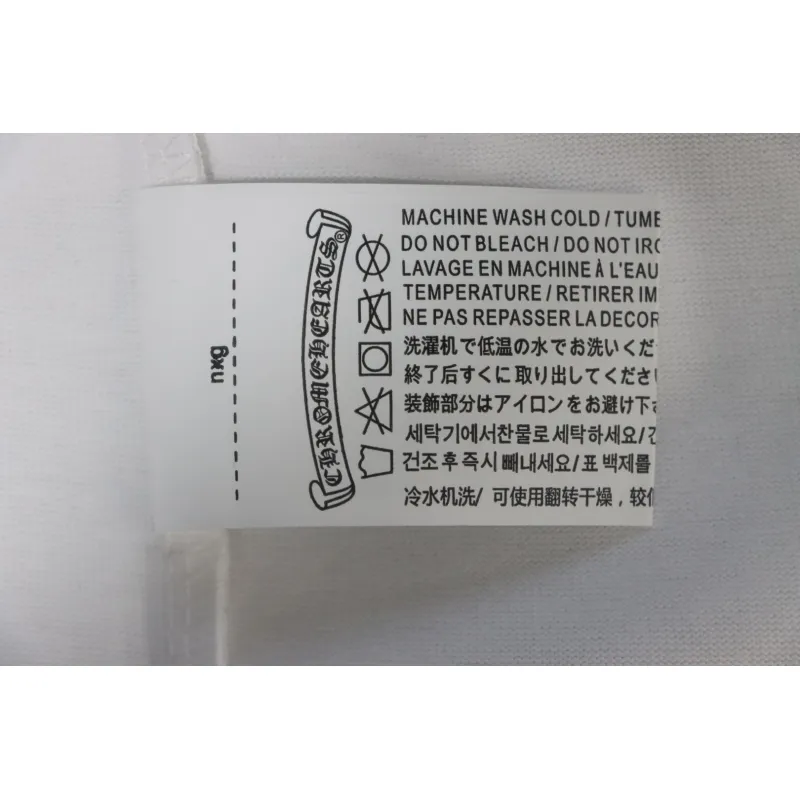 MACHINE WASH COLD / TUMB
DO NOT BLEACH / DO NOT IRO
LAVAGE EN MACHINE À L'EAU
TEMPERATURE / RETIRER IM
NE PAS REPASSER LA DECOR
洗濯机で低温の水でお洗いくだ
終了后すくに取り出してくださ
装飾部分はアイロンをお避け下さ
세탁기에서찬물로세탁하세요/건
건조후즉시빼내세요/표백제를
冷水机洗/ 可使用翻转干燥，较低
CHROME HEARTS®